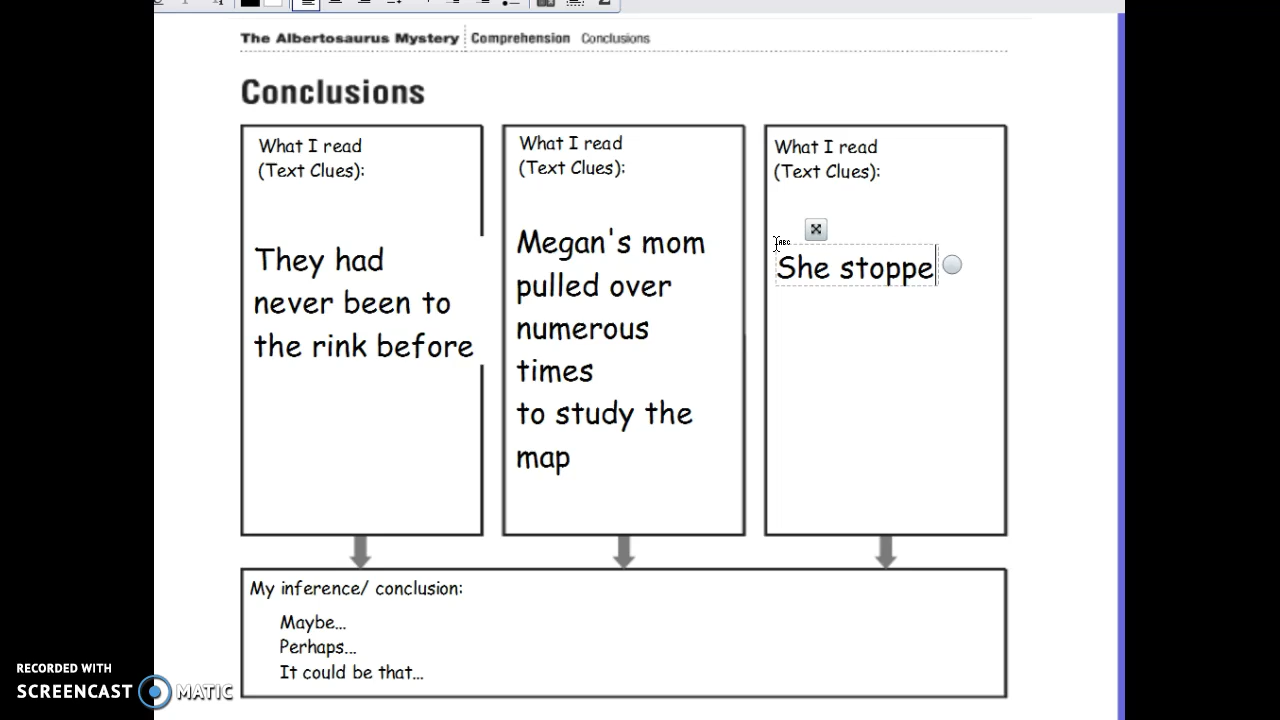 The Albertosaurus Mystery Comprehension Conclusions
Conclusions
What I read
(Text Clues):
They had
never been to
the rink before
What I read
(Text Clues):
Megan's mom
pulled over
numerous
times
to study the
map
What I read
(Text Clues):
ABC
She stoppe
My inference/ conclusion:
Maybe...
Perhaps...
It could be that...
RECORDED WITH
SCREENCAST MATIC